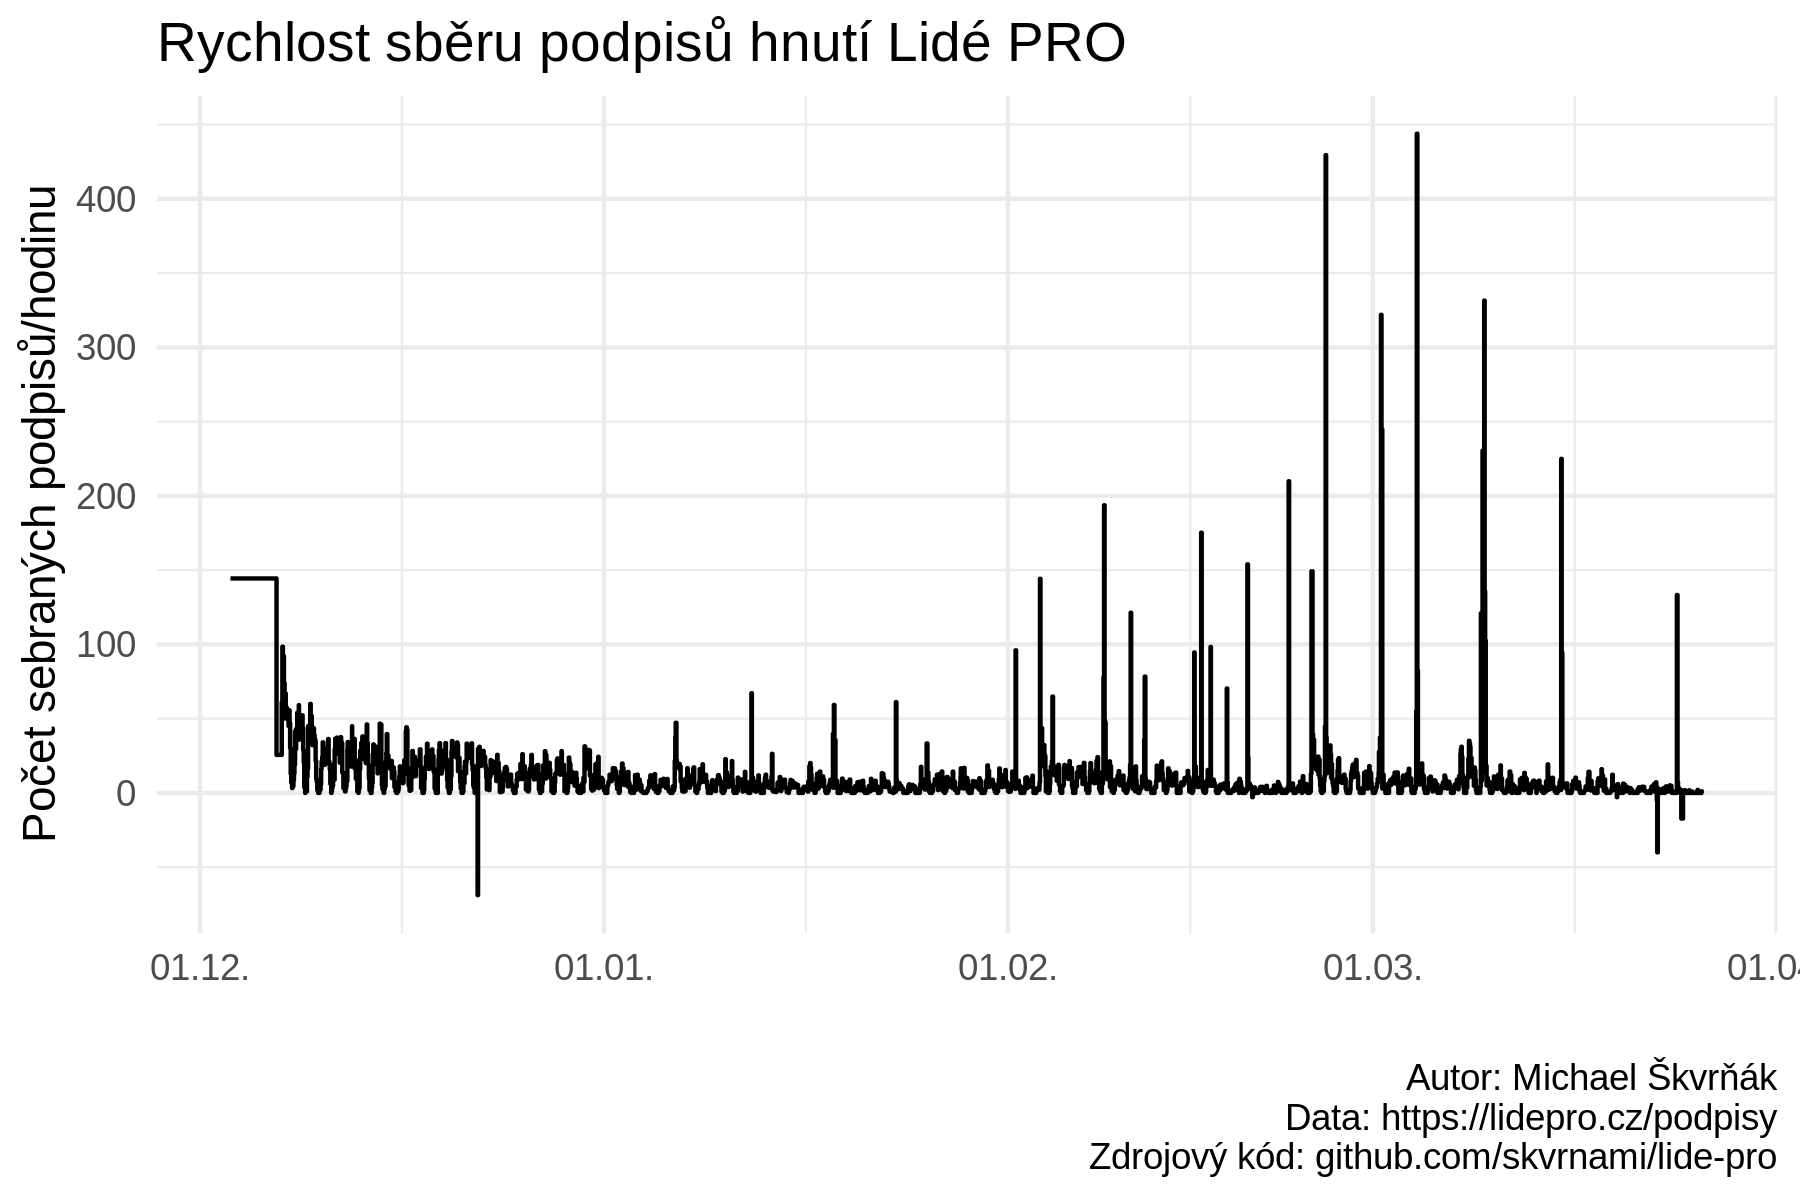 Rychlost sběru podpisů hnutí Lidé PRO
Počet sebraných podpisů/hodinu
400
300
200
100
0
01.12.
01.01.
01.02.
01.03.
01.04
Autor: Michael Škvrňák
Data: https://lidepro.cz/podpisy
Zdrojový kód: github.com/skvrnami/lide-pro